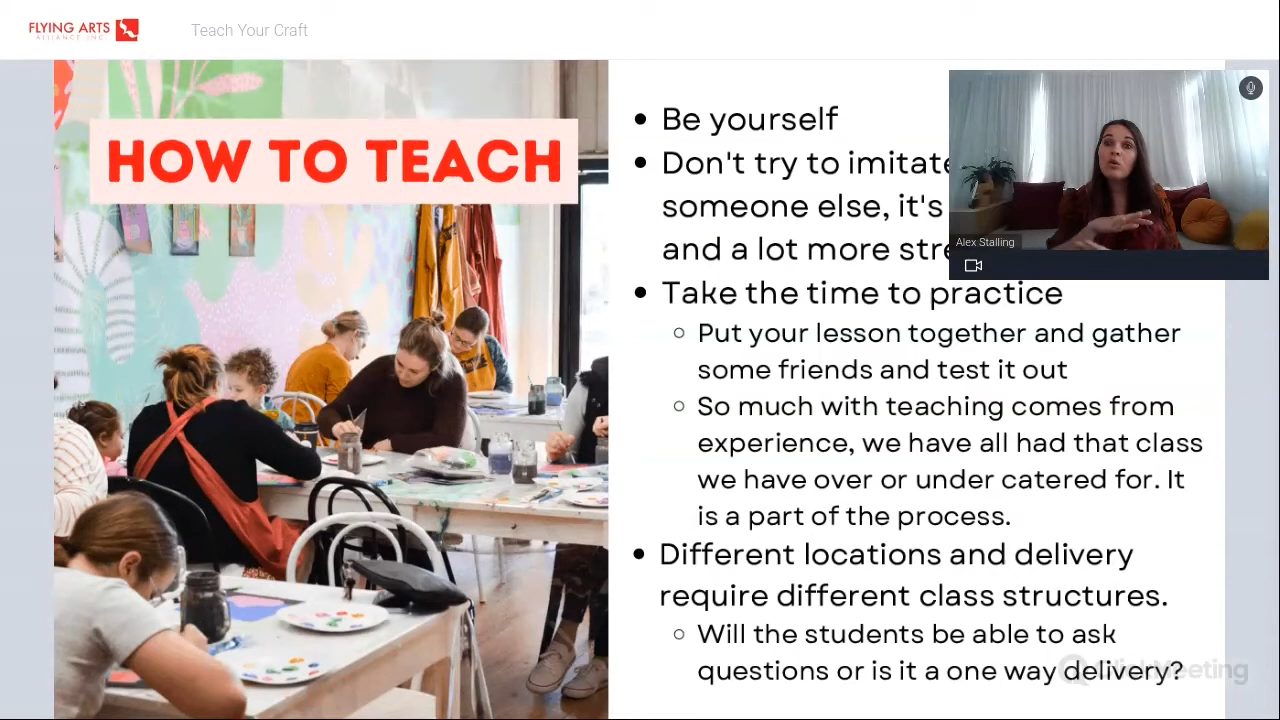 FLYING ARTS
ALLIANCE INC
Teach Your Craft
HOW TO TEACH
Be yourself
Don't try to imitate
someone else, it's
and a lot more stre
Alex Stalling
Take the time to practice
Put your lesson together and gather
some friends and test it out
So much with teaching comes from
experience, we have all had that class
we have over or under catered for. It
is a part of the process.
Different locations and delivery
require different class structures.
Will the students be able to ask
questions or is it a one way delivery?
ClickMeeting